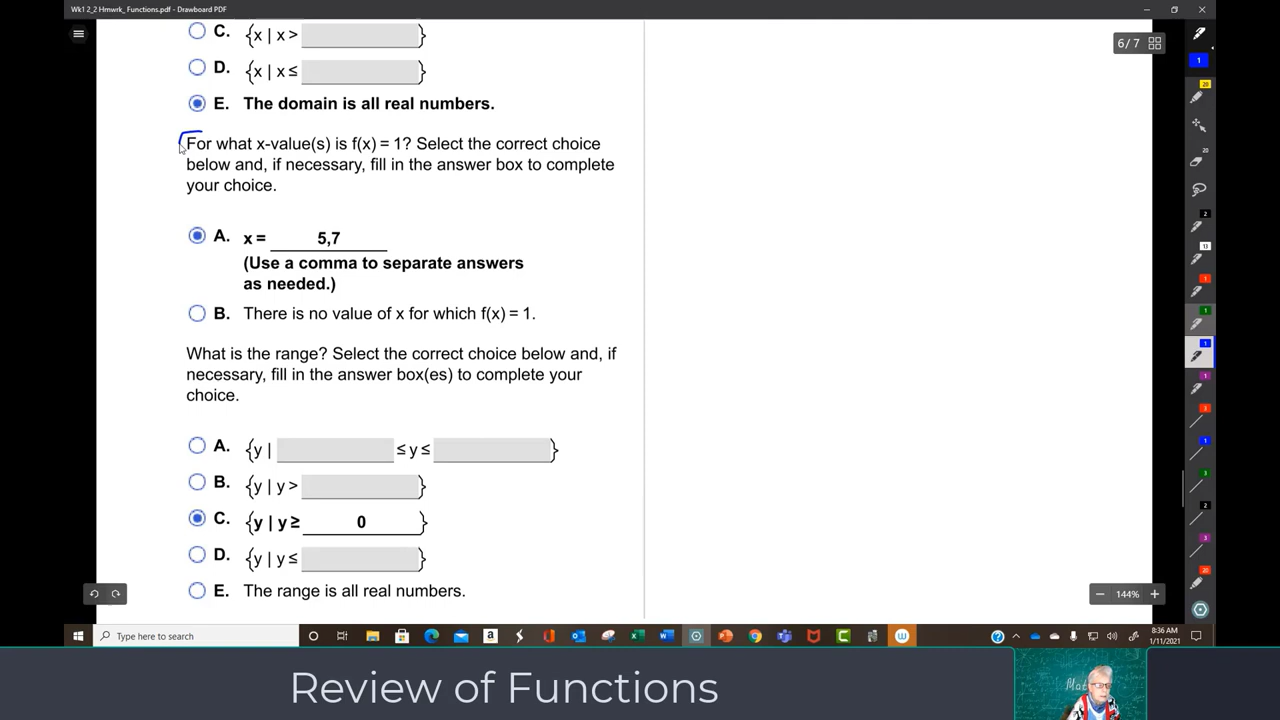 Wk1 2_2 Hmwrk_ Functions.pdf - Drawboard PDF
6 / 7
C. {x | x > }
D. {x | x ≤ }
E. The domain is all real numbers.
For what x-value(s) is f(x) = 1? Select the correct choice
below and, if necessary, fill in the answer box to complete
your choice.
A. x = 5,7
(Use a comma to separate answers
as needed.)
B. There is no value of x for which f(x) = 1.
What is the range? Select the correct choice below and, if
necessary, fill in the answer box(es) to complete your
choice.
A. {y | ≤ y ≤ }
B. {y | y > }
C. {y | y ≥ 0 }
D. {y | y ≤ }
E. The range is all real numbers.
144%
Type here to search
8:36 AM
1/11/2021
Review of Functions